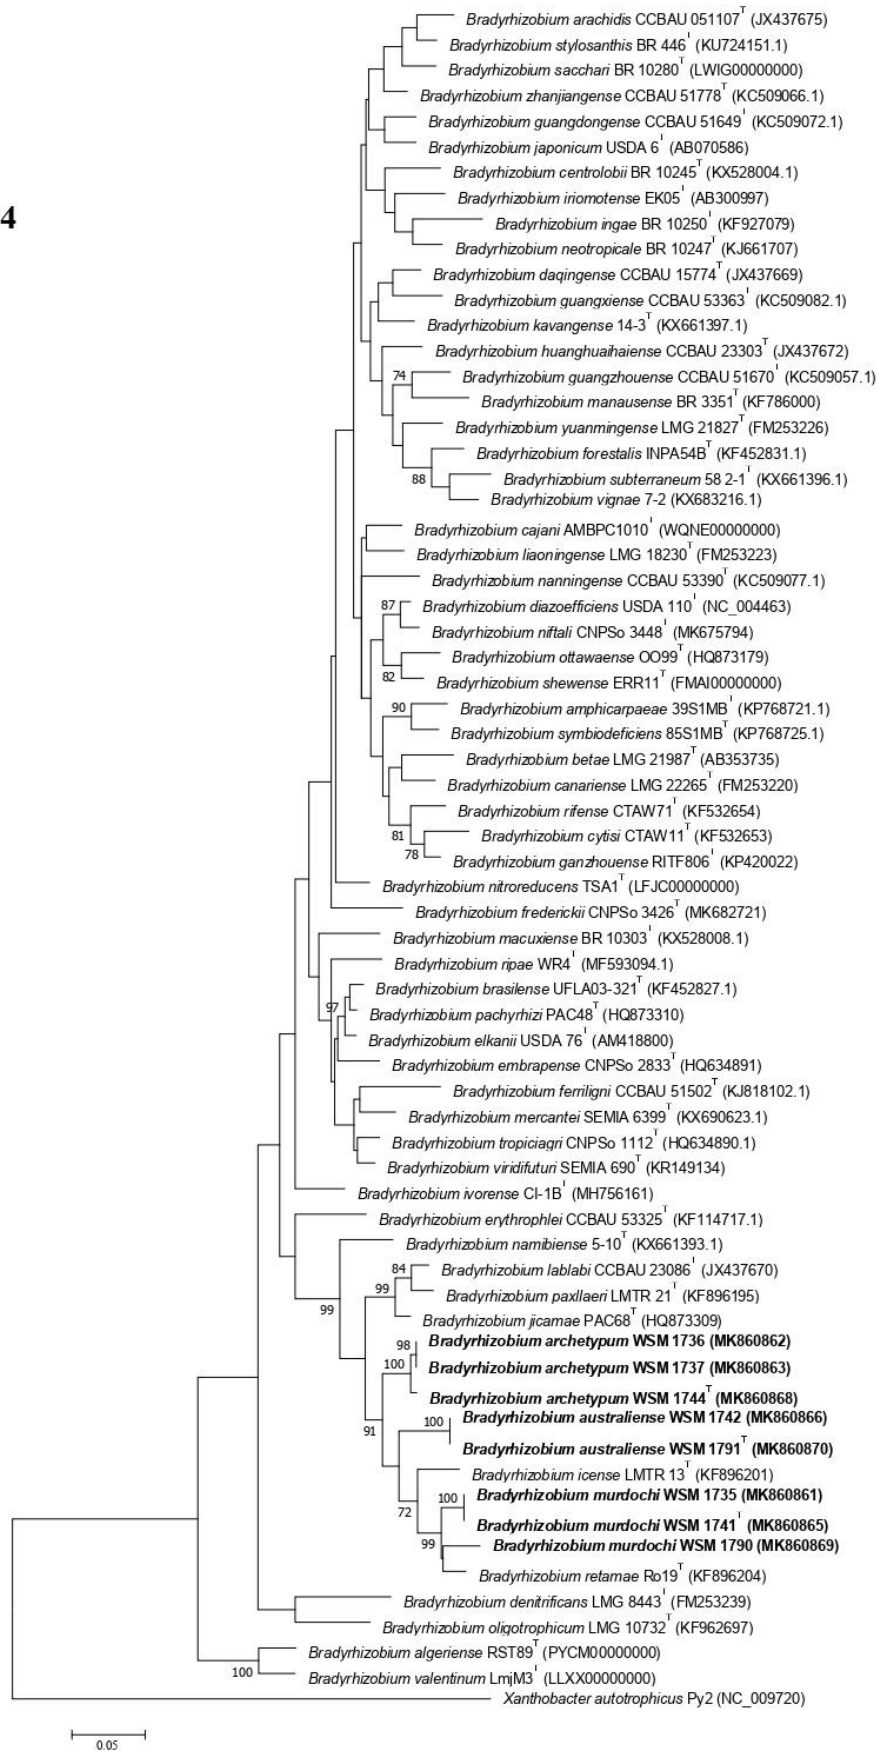 Bradyrhizobium arachidis CCBAU 051107T (JX437675)
Bradyrhizobium stylosanthis BR 446T (KU724151.1)
Bradyrhizobium sacchari BR 10280T (LWIG00000000)
Bradyrhizobium zhanjiangense CCBAU 51778T (KC509066.1)
Bradyrhizobium guangdongense CCBAU 51649T (KC509072.1)
Bradyrhizobium japonicum USDA 6T (AB070586)
Bradyrhizobium centrolobii BR 10245T (KX528004.1)
Bradyrhizobium iriomotense EK05T (AB300997)
4
Bradyrhizobium ingae BR 10250T (KF927079)
Bradyrhizobium neotropicale BR 10247T (KJ661707)
Bradyrhizobium daqingense CCBAU 15774T (JX437669)
Bradyrhizobium guangxiense CCBAU 53363T (KC509082.1)
Bradyrhizobium kavangense 14-3T (KX661397.1)
Bradyrhizobium huanghuaihaiense CCBAU 23303T (JX437672)
74
Bradyrhizobium guangzhouense CCBAU 51670T (KC509057.1)
Bradyrhizobium manausense BR 3351T (KF786000)
Bradyrhizobium yuanmingense LMG 21827T (FM253226)
Bradyrhizobium forestalis INPA54BT (KF452831.1)
88
Bradyrhizobium subterraneum 58 2-1T (KX661396.1)
Bradyrhizobium vignae 7-2 (KX683216.1)
Bradyrhizobium cajani AMBPC1010T (WQNE00000000)
Bradyrhizobium liaoningense LMG 18230T (FM253223)
Bradyrhizobium nanningense CCBAU 53390T (KC509077.1)
87
Bradyrhizobium diazoefficiens USDA 110T (NC_004463)
Bradyrhizobium niftali CNPSo 3448T (MK675794)
Bradyrhizobium ottawaense OO99T (HQ873179)
82
Bradyrhizobium shewense ERR11T (FMAI00000000)
90
Bradyrhizobium amphicarpaeae 39S1MBT (KP768721.1)
Bradyrhizobium symbiodeficiens 85S1MBT (KP768725.1)
Bradyrhizobium betae LMG 21987T (AB353735)
Bradyrhizobium canariense LMG 22265T (FM253220)
Bradyrhizobium rifense CTAW71T (KF532654)
81
Bradyrhizobium cytisi CTAW11T (KF532653)
78
Bradyrhizobium ganzhouense RITF806T (KP420022)
Bradyrhizobium nitroreducens TSA1T (LFJC00000000)
Bradyrhizobium frederickii CNPSo 3426T (MK682721)
Bradyrhizobium macuxiense BR 10303T (KX528008.1)
Bradyrhizobium ripae WR4T (MF593094.1)
Bradyrhizobium brasilense UFLA03-321T (KF452827.1)
97
Bradyrhizobium pachyrhizi PAC48T (HQ873310)
Bradyrhizobium elkanii USDA 76T (AM418800)
Bradyrhizobium embrapense CNPSo 2833T (HQ634891)
Bradyrhizobium ferriligni CCBAU 51502T (KJ818102.1)
Bradyrhizobium mercantei SEMIA 6399T (KX690623.1)
Bradyrhizobium tropiciagri CNPSo 1112T (HQ634890.1)
Bradyrhizobium viridifuturi SEMIA 690T (KR149134)
Bradyrhizobium ivorense CI-1BT (MH756161)
Bradyrhizobium erythrophlei CCBAU 53325T (KF114717.1)
Bradyrhizobium namibiense 5-10T (KX661393.1)
84
Bradyrhizobium lablabi CCBAU 23086T (JX437670)
99
Bradyrhizobium paxllaeri LMTR 21T (KF896195)
99
Bradyrhizobium jicamae PAC68T (HQ873309)
98
Bradyrhizobium archetypum WSM 1736 (MK860862)
100
Bradyrhizobium archetypum WSM 1737 (MK860863)
Bradyrhizobium archetypum WSM 1744T (MK860868)
91
100
Bradyrhizobium australiense WSM 1742 (MK860866)
Bradyrhizobium australiense WSM 1791T (MK860870)
Bradyrhizobium icense LMTR 13T (KF896201)
72
100
Bradyrhizobium murdochi WSM 1735 (MK860861)
Bradyrhizobium murdochi WSM 1741T (MK860865)
99
Bradyrhizobium murdochi WSM 1790 (MK860869)
Bradyrhizobium retamae Ro19T (KF896204)
Bradyrhizobium denitrificans LMG 8443T (FM253239)
Bradyrhizobium oligotrophicum LMG 10732T (KF962697)
Bradyrhizobium algeriense RST89T (PYCM00000000)
100
Bradyrhizobium valentinum LmjM3T (LLXX00000000)
Xanthobacter autotrophicus Py2 (NC_009720)
0.05